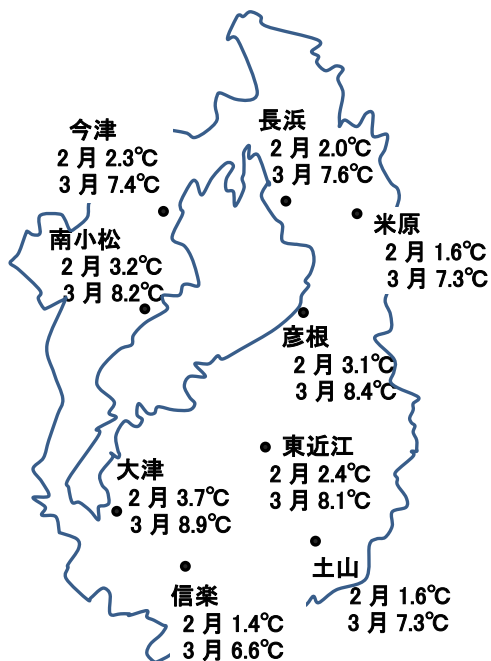 今津
2月 2.3℃
3月 7.4℃
長浜
2月 2.0℃
3月 7.6℃
米原
2月 1.6℃
3月 7.3℃
南小松
2月 3.2℃
3月 8.2℃
彦根
2月 3.1℃
3月 8.4℃
東近江
2月 2.4℃
3月 8.1℃
大津
2月 3.7℃
3月 8.9℃
土山
2月 1.6℃
3月 7.3℃
信楽
2月 1.4℃
3月 6.6℃